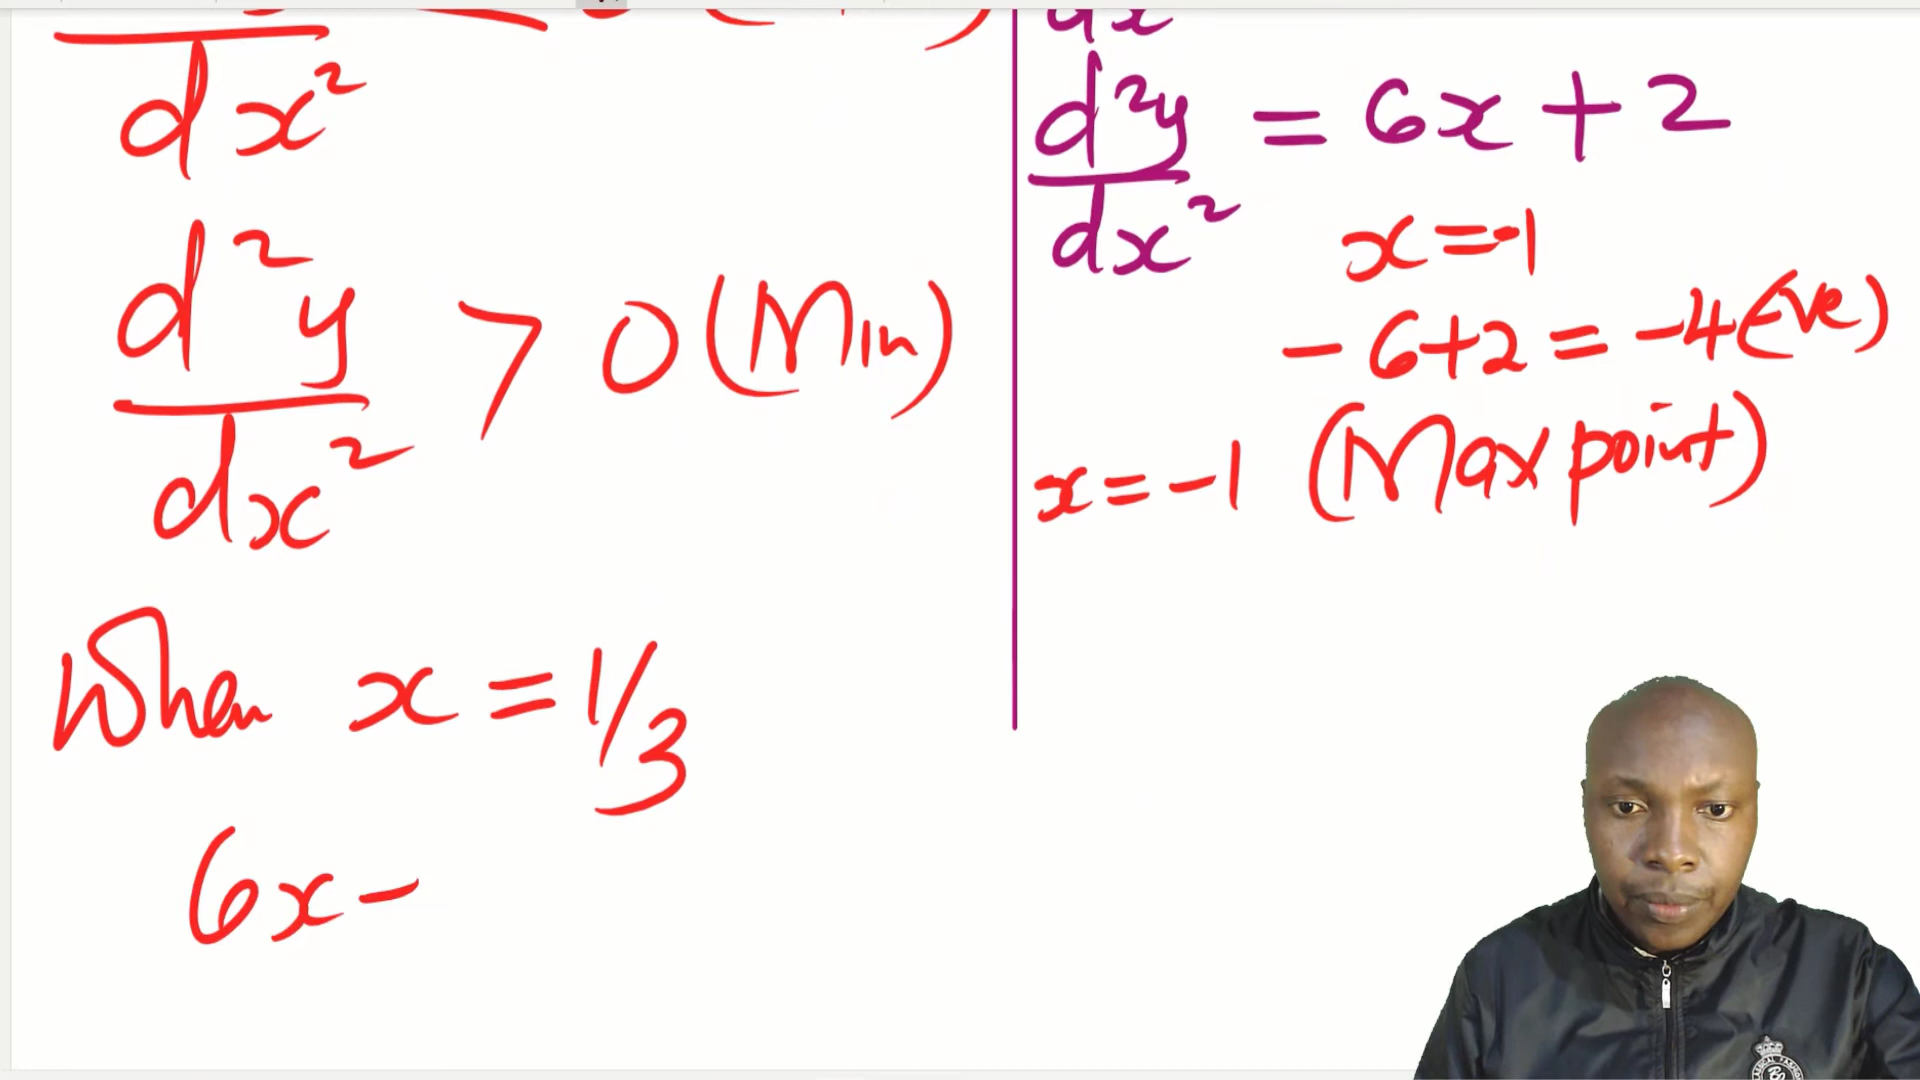 dx²
d²y/dx² > 0 (Min)
When x = 1/3
6x -
dx
d²y/dx² = 6x + 2
x = -1
- 6 + 2 = -4 (-ve)
x = -1 (Max point)